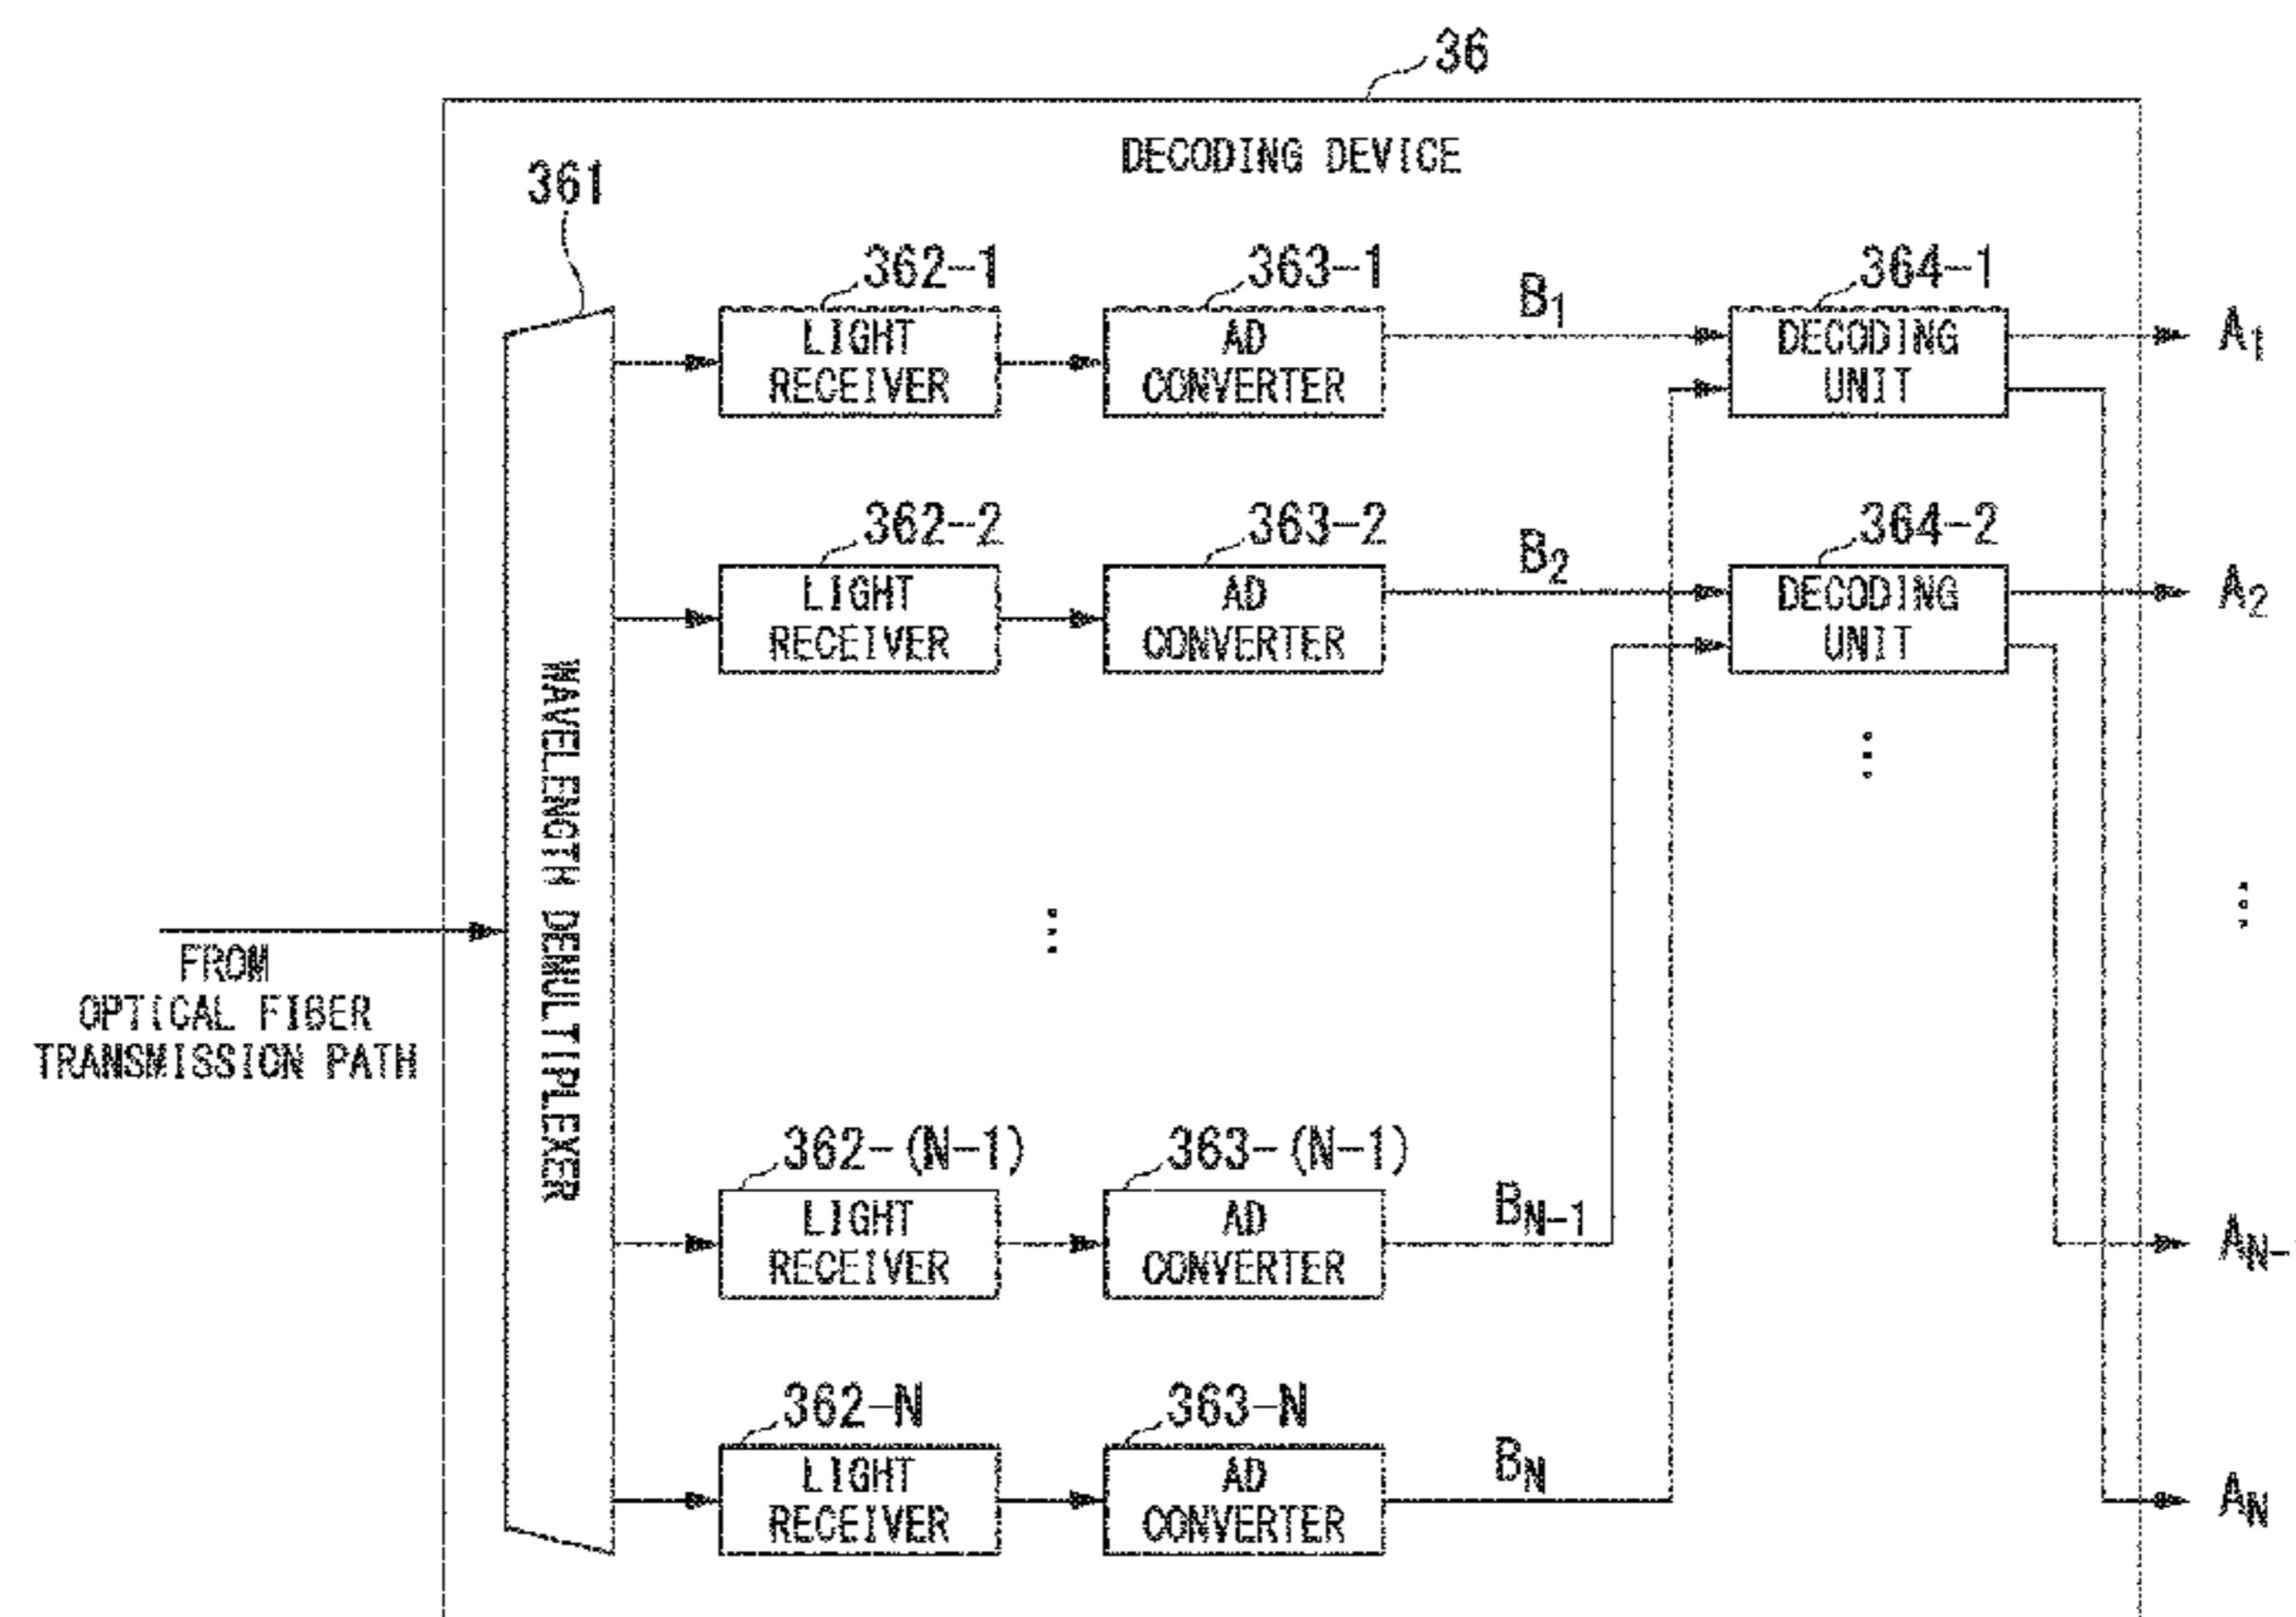 36
DECODING DEVICE
361
362-1
363-1
B1
364-1
LIGHT
RECEIVER
AD
CONVERTER
DECODING
UNIT
A1
362-2
363-2
B2
364-2
LIGHT
RECEIVER
AD
CONVERTER
DECODING
UNIT
A2
WAVELENGTH DEMULTIPLEXER
FROM
OPTICAL FIBER
TRANSMISSION PATH
362-(N-1)
363-(N-1)
BN-1
LIGHT
RECEIVER
AD
CONVERTER
AN-
362-N
363-N
BN
LIGHT
RECEIVER
AD
CONVERTER
AN